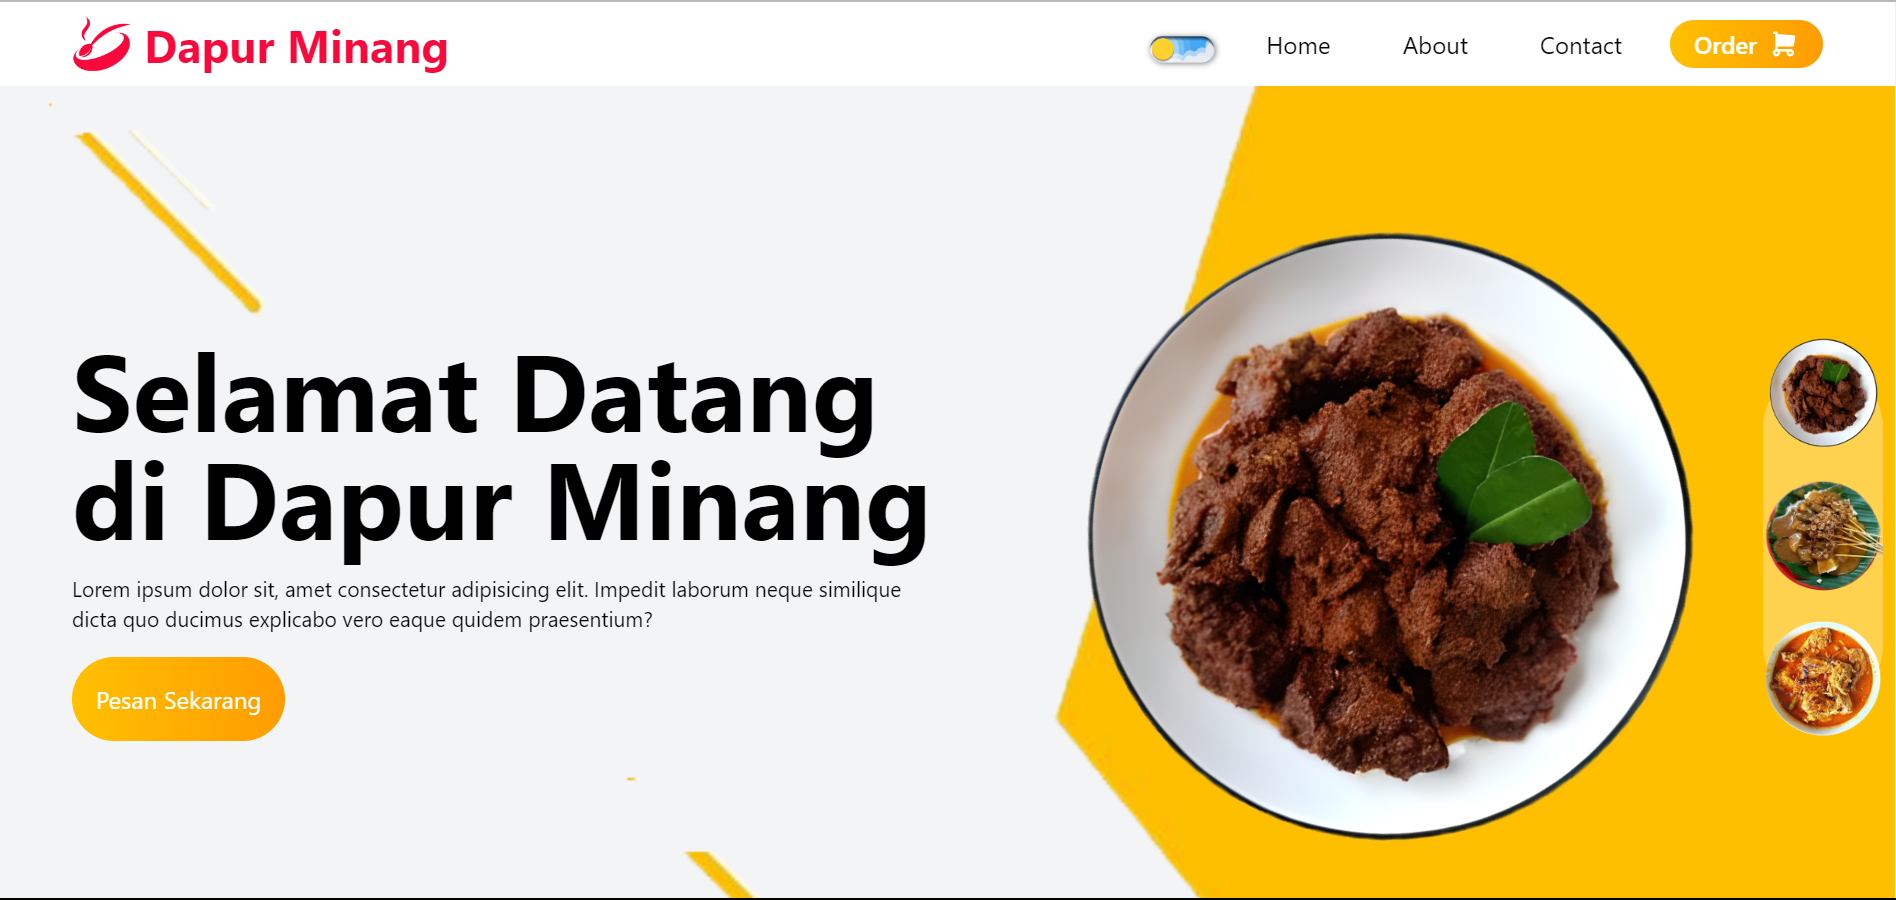 Dapur Minang
Home
About
Contact
Order
Selamat Datang
di Dapur Minang
Lorem ipsum dolor sit, amet consectetur adipisicing elit. Impedit laborum neque similique
dicta quo ducimus explicabo vero eaque quidem praesentium?
Pesan Sekarang